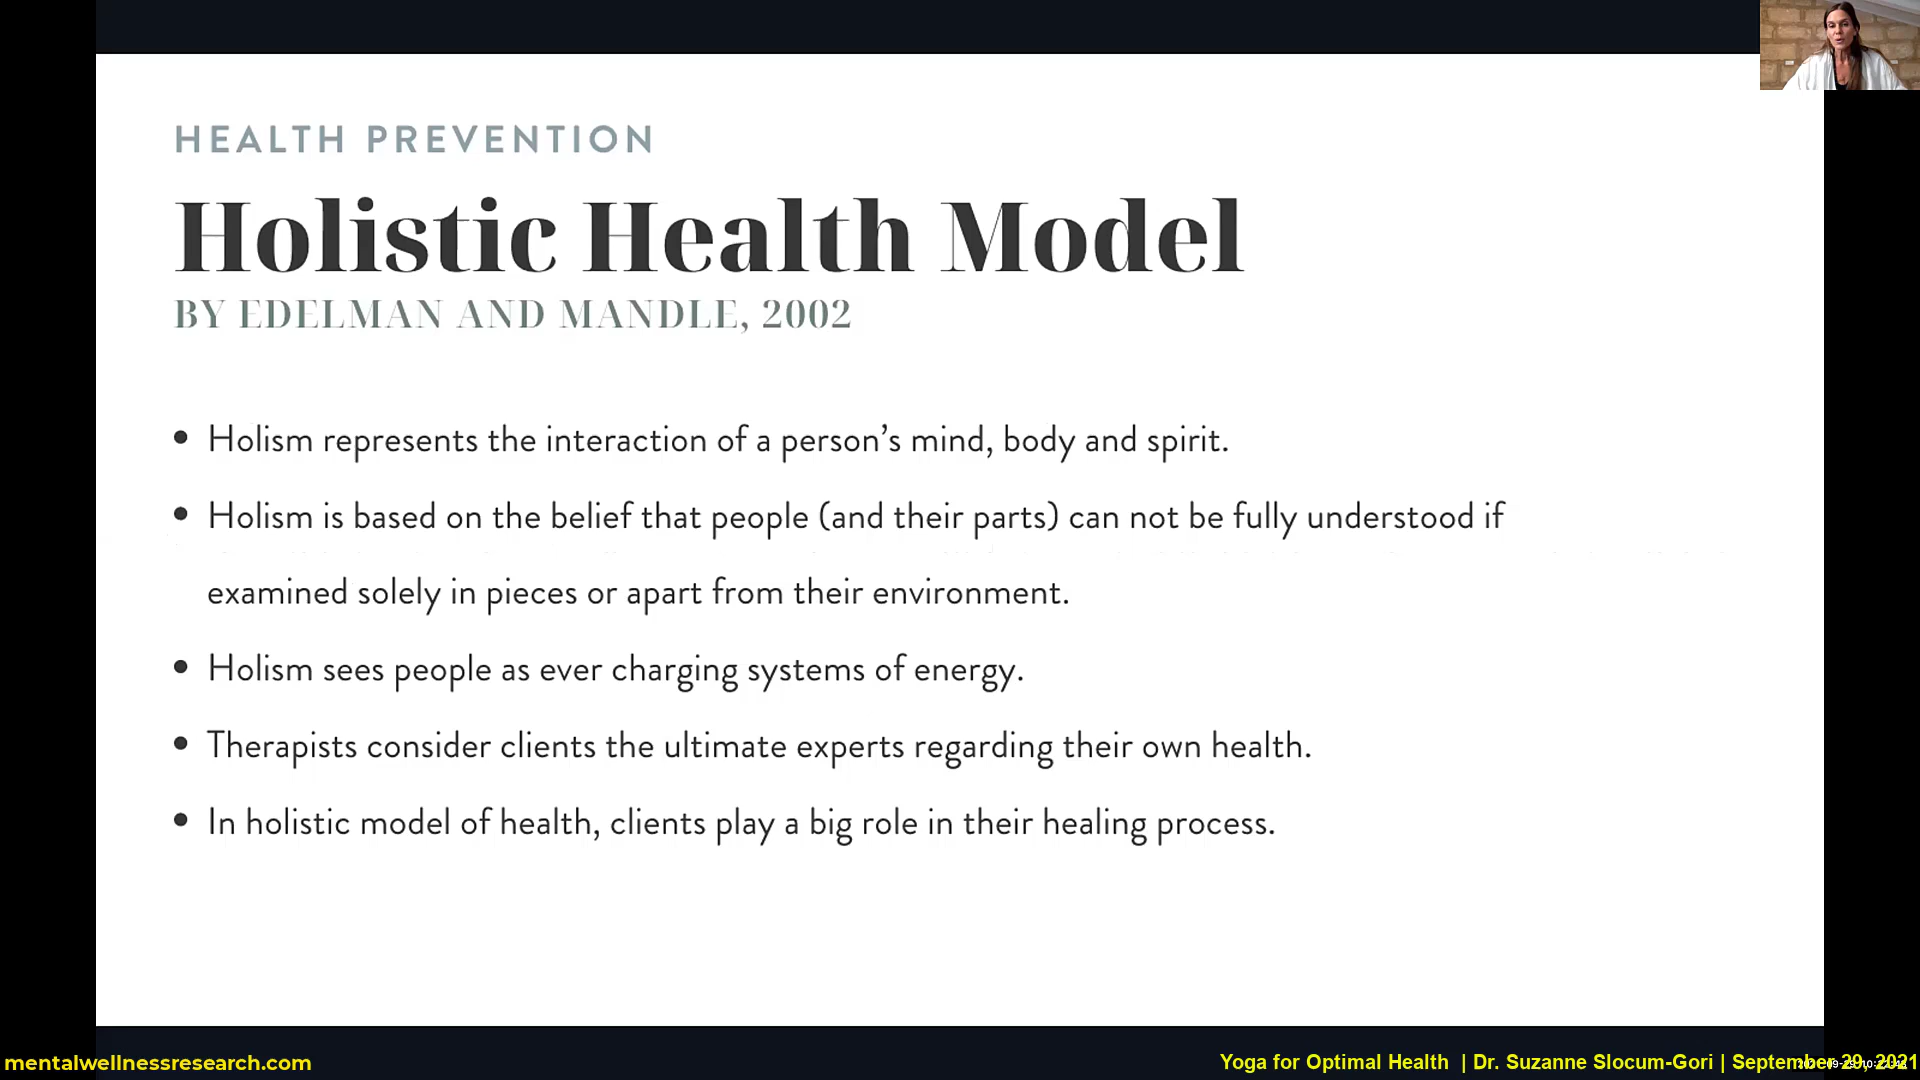 HEALTH PREVENTION
Holistic Health Model
BY EDELMAN AND MANDLE, 2002
• Holism represents the interaction of a person’s mind, body and spirit.
• Holism is based on the belief that people (and their parts) can not be fully understood if
examined solely in pieces or apart from their environment.
• Holism sees people as ever charging systems of energy.
• Therapists consider clients the ultimate experts regarding their own health.
• In holistic model of health, clients play a big role in their healing process.
mentalwellnessresearch.com
Yoga for Optimal Health | Dr. Suzanne Slocum-Gori | September 29, 2021